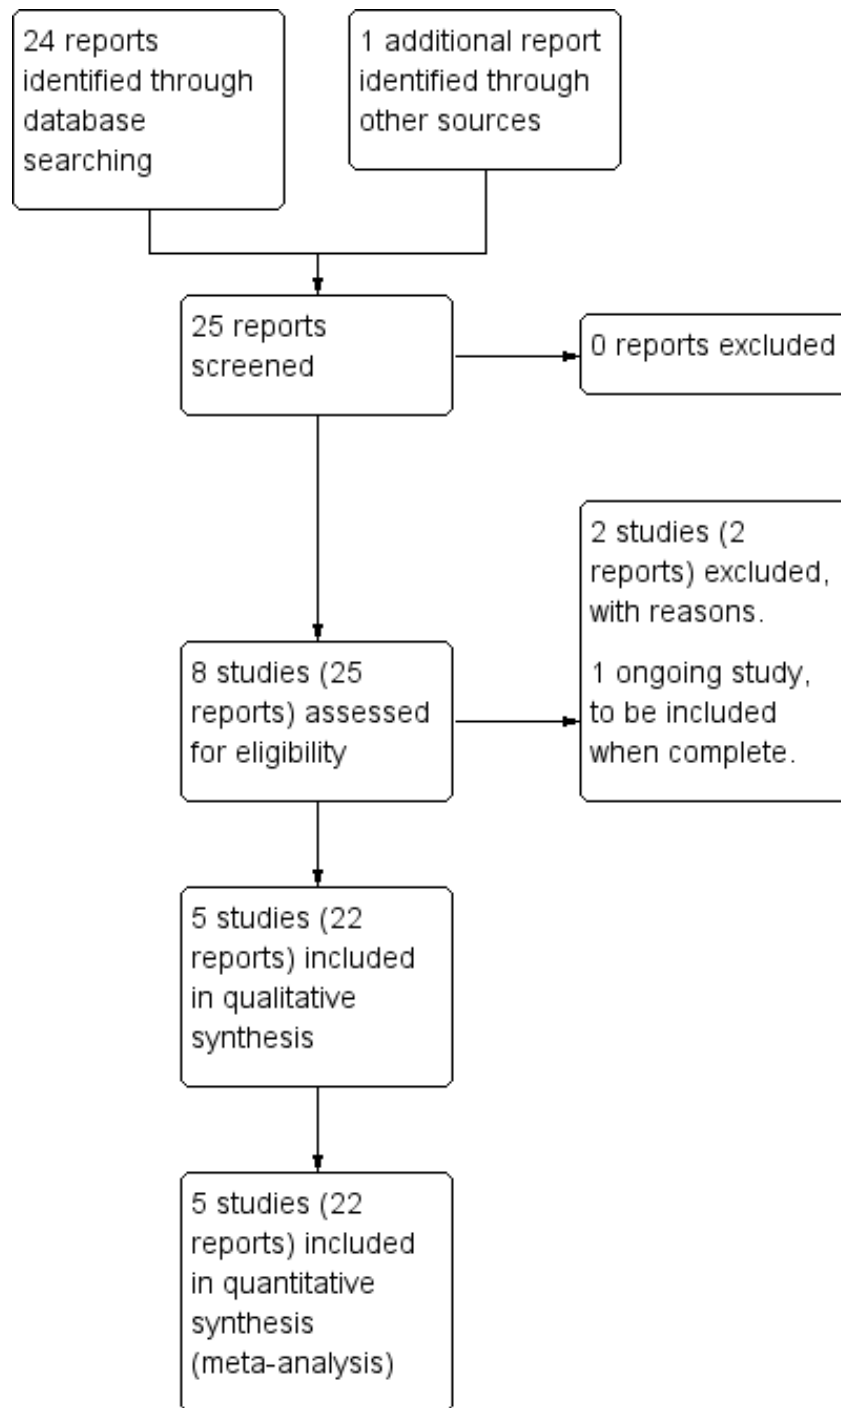 24 reports
identified through
database
searching
1 additional report
identified through
other sources
25 reports
screened
0 reports excluded
2 studies (2
reports) excluded,
with reasons.
1 ongoing study,
to be included
when complete.
8 studies (25
reports) assessed
for eligibility
5 studies (22
reports) included
in qualitative
synthesis
5 studies (22
reports) included
in quantitative
synthesis
(meta-analysis)